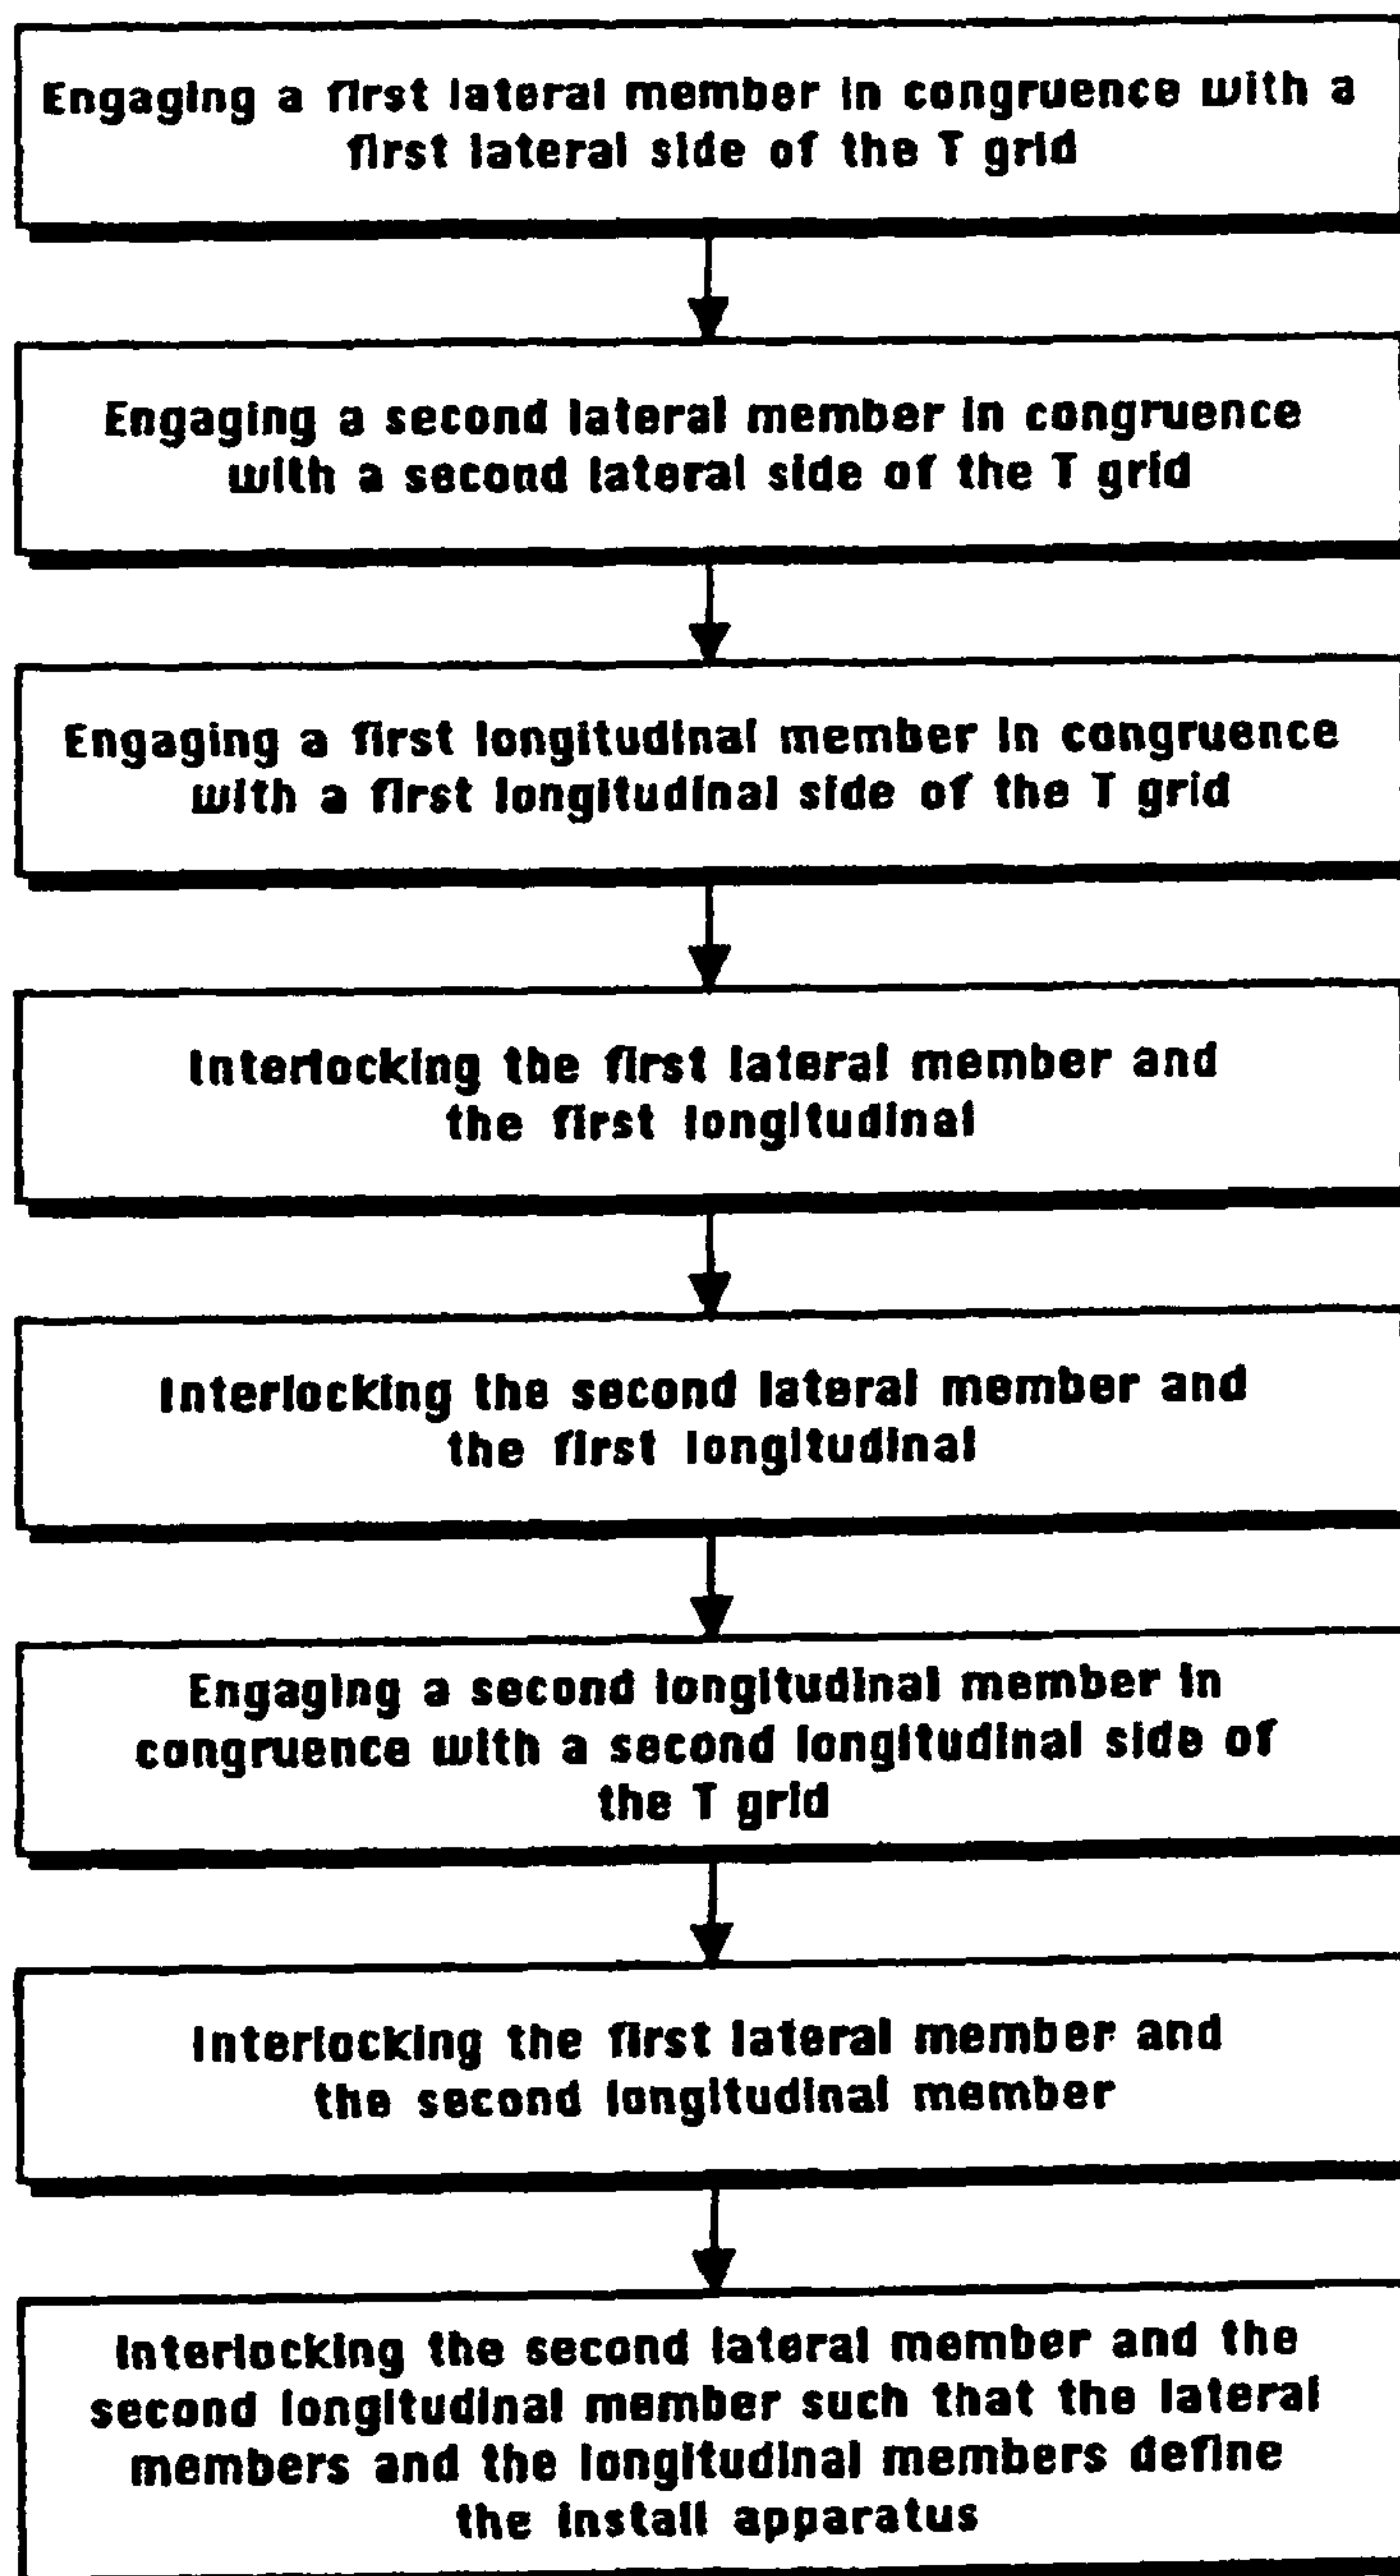 Engaging a first lateral member in congruence with a
first lateral side of the T grid
Engaging a second lateral member in congruence
with a second lateral side of the T grid
Engaging a first longitudinal member in congruence
with a first longitudinal side of the T grid
Interlocking the first lateral member and
the first longitudinal
Interlocking the second lateral member and
the first longitudinal
Engaging a second longitudinal member in
congruence with a second longitudinal side of
the T grid
Interlocking the first lateral member and
the second longitudinal member
Interlocking the second lateral member and the
second longitudinal member such that the lateral
members and the longitudinal members define
the install apparatus